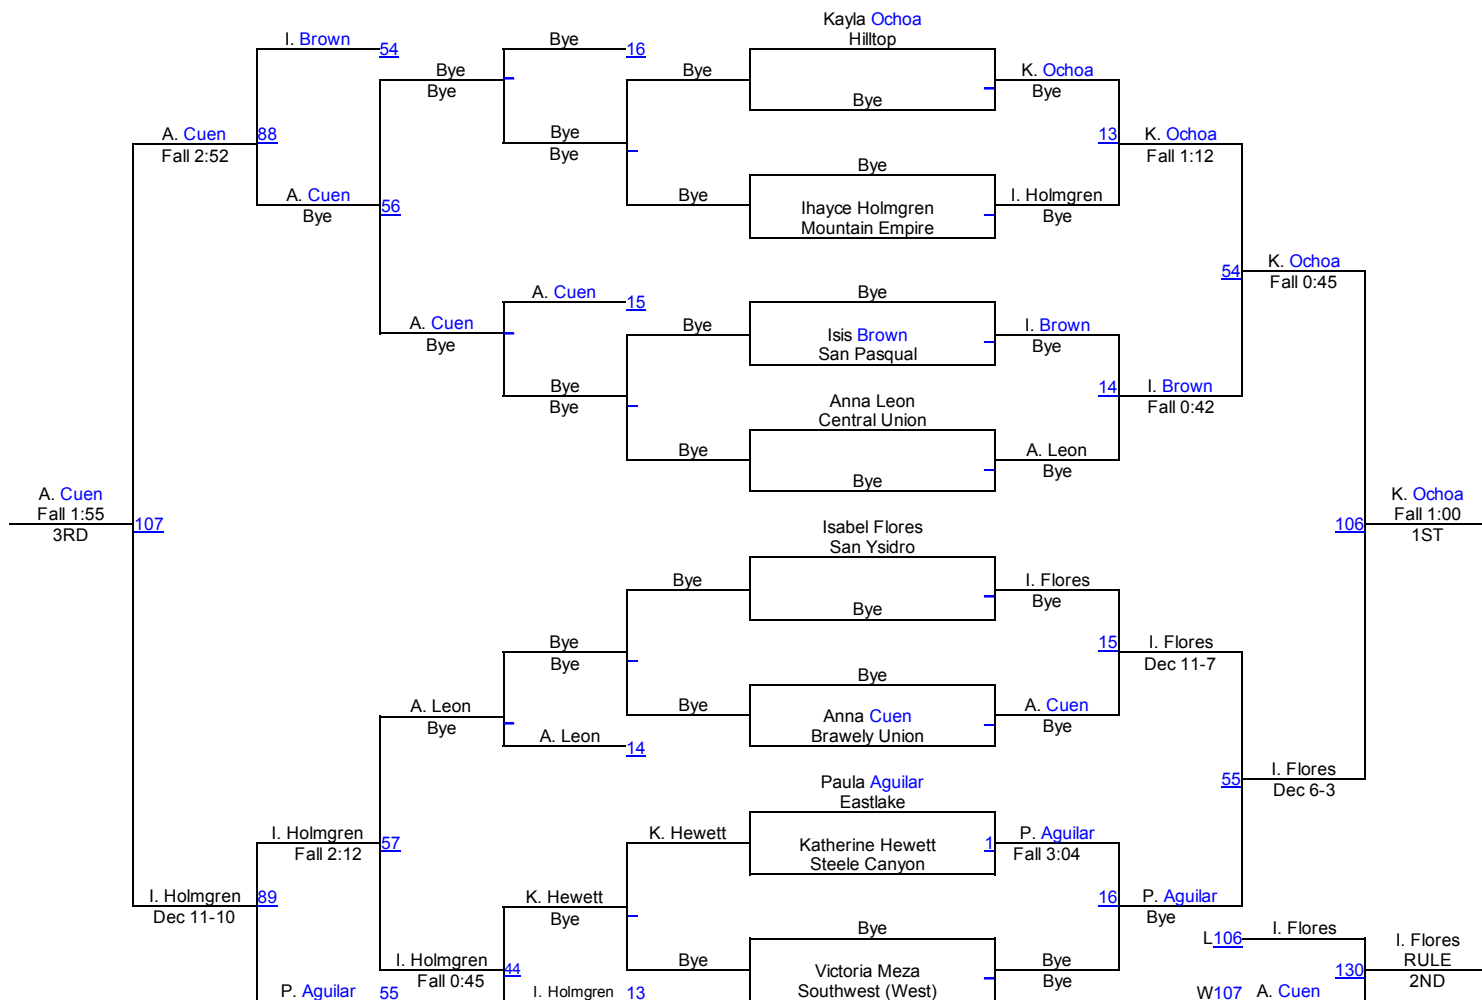 Kayla Ochoa
I. Brown 54 Bye 16 Hilltop
Bye Bye K. Ochoa
Bye Bye Bye
A. Cuen 88 Bye 13 K. Ochoa
Fall 2:52 Bye Fall 1:12
Bye
A. Cuen 56 Bye Ihayce Holmgren I. Holmgren
Bye Mountain Empire Bye
54 K. Ochoa
Fall 0:45
A. Cuen 15 Bye
A. Cuen Bye Isis Brown I. Brown
Bye San Pasqual Bye
Bye 14 I. Brown
Bye Anna Leon Fall 0:42
Central Union
Bye A. Leon
Bye Bye
A. Cuen K. Ochoa
Fall 1:55 Fall 1:00
107 106
3RD 1ST
Isabel Flores
San Ysidro
Bye I. Flores
Bye Bye
Bye 15 I. Flores
Bye Dec 11-7
Bye
A. Leon Bye Anna Cuen A. Cuen
Bye Brawely Union Bye
A. Leon 14
55 I. Flores
Paula Aguilar Dec 6-3
Eastlake
I. Holmgren 57 K. Hewett Katherine Hewett 1 P. Aguilar
Fall 2:12 Steele Canyon Fall 3:04
I. Holmgren 89 K. Hewett 16 P. Aguilar
Dec 11-10 Bye Bye
Bye L106 I. Flores
I. Flores
I. Holmgren 44 Bye Victoria Meza Bye RULE
Fall 0:45 Bye 130 2ND
P. Aguilar 55 I. Holmgren 13 Southwest (West) W107 A. Cuen